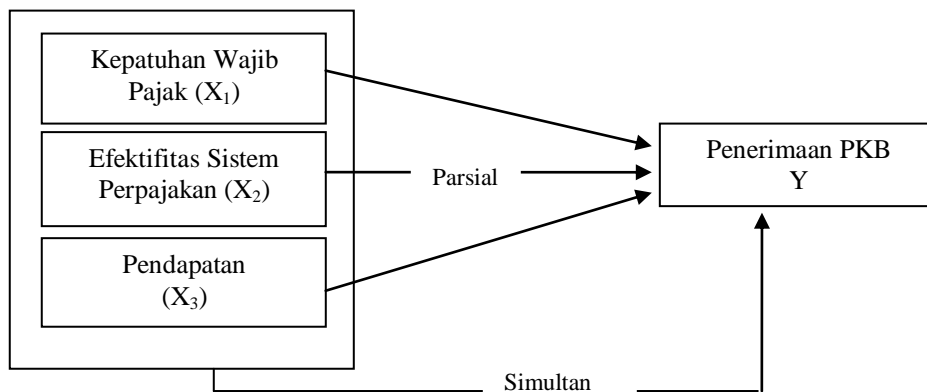 Kepatuhan Wajib
Pajak (X₁)
Efektifitas Sistem
Perpajakan (X₂)
Pendapatan
(X₃)
Parsial
Penerimaan PKB
Y
Simultan